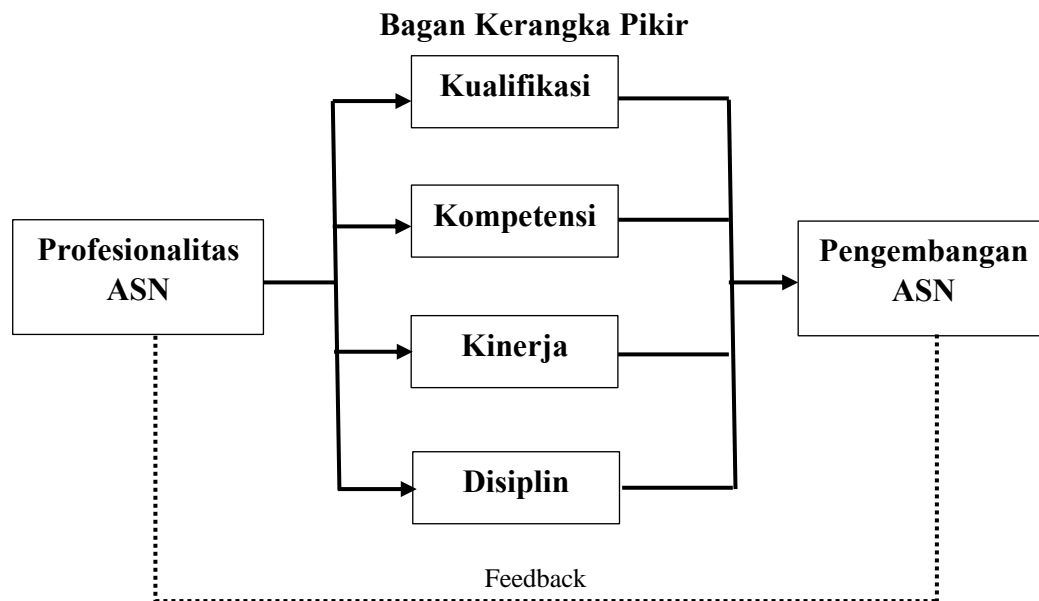 Bagan Kerangka Pikir
Kualifikasi
Kompetensi
Profesionalitas
ASN
Pengembangan
ASN
Kinerja
Disiplin
Feedback